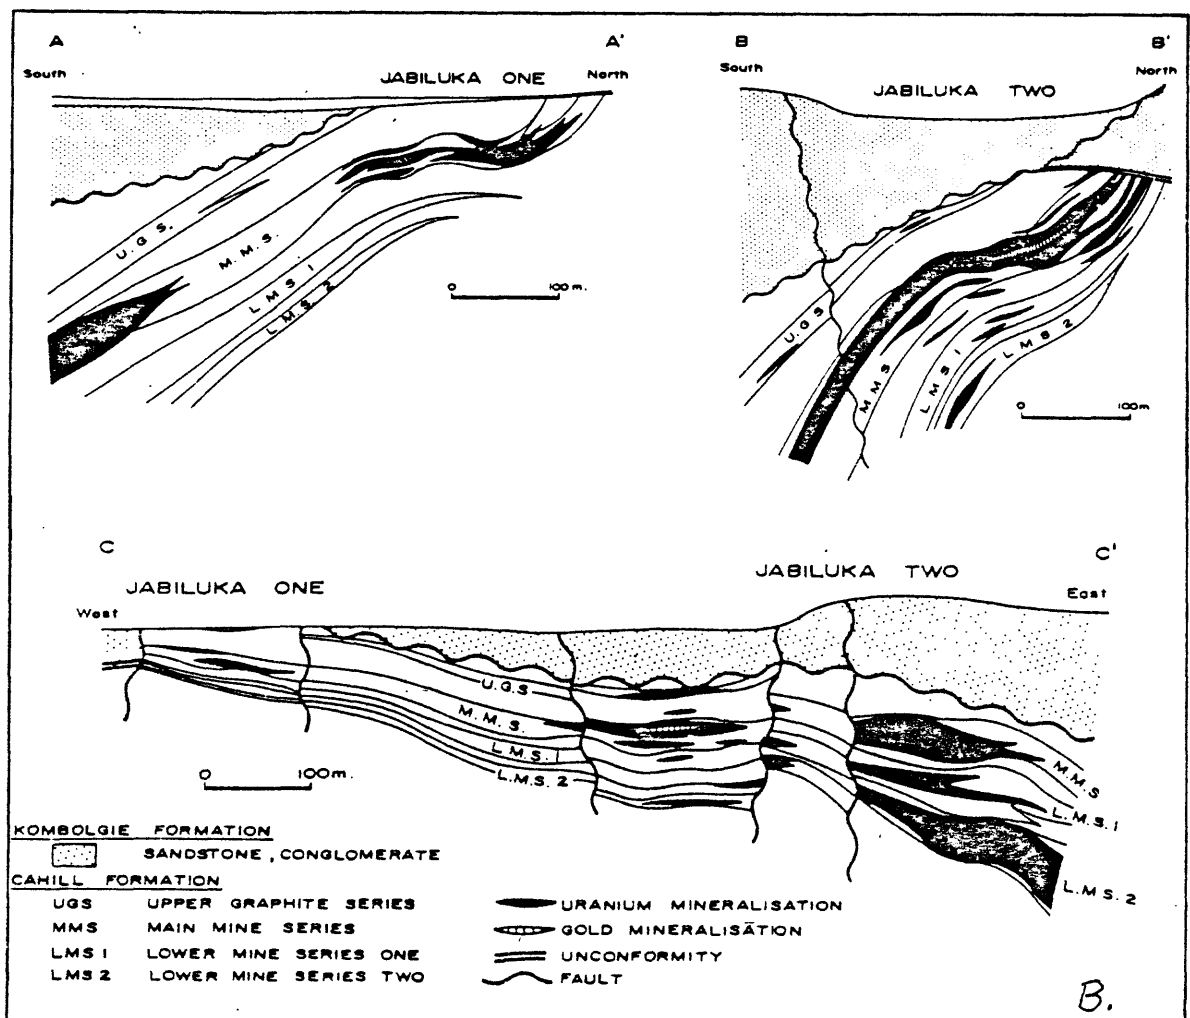 A A'
South JABILUKA ONE North
U.G.S.
M.M.S.
L.M.S 1
L.M.S. 2
0 100 m.
B B'
South JABILUKA TWO North
U.G.S
M.M.S
L.M.S 1
L.M.S 2
0 100m
C C'
JABILUKA ONE JABILUKA TWO
West East
U.G.S
M.M.S.
L.M.S. 1
L.M.S. 2
M.M.S
L.M.S.1
L.M.S.2
0 100m.
KOMBOLGIE FORMATION
SANDSTONE, CONGLOMERATE
CAHILL FORMATION
UGS UPPER GRAPHITE SERIES
MMS MAIN MINE SERIES
LMS 1 LOWER MINE SERIES ONE
LMS 2 LOWER MINE SERIES TWO
URANIUM MINERALISATION
GOLD MINERALISATION
UNCONFORMITY
FAULT
B.